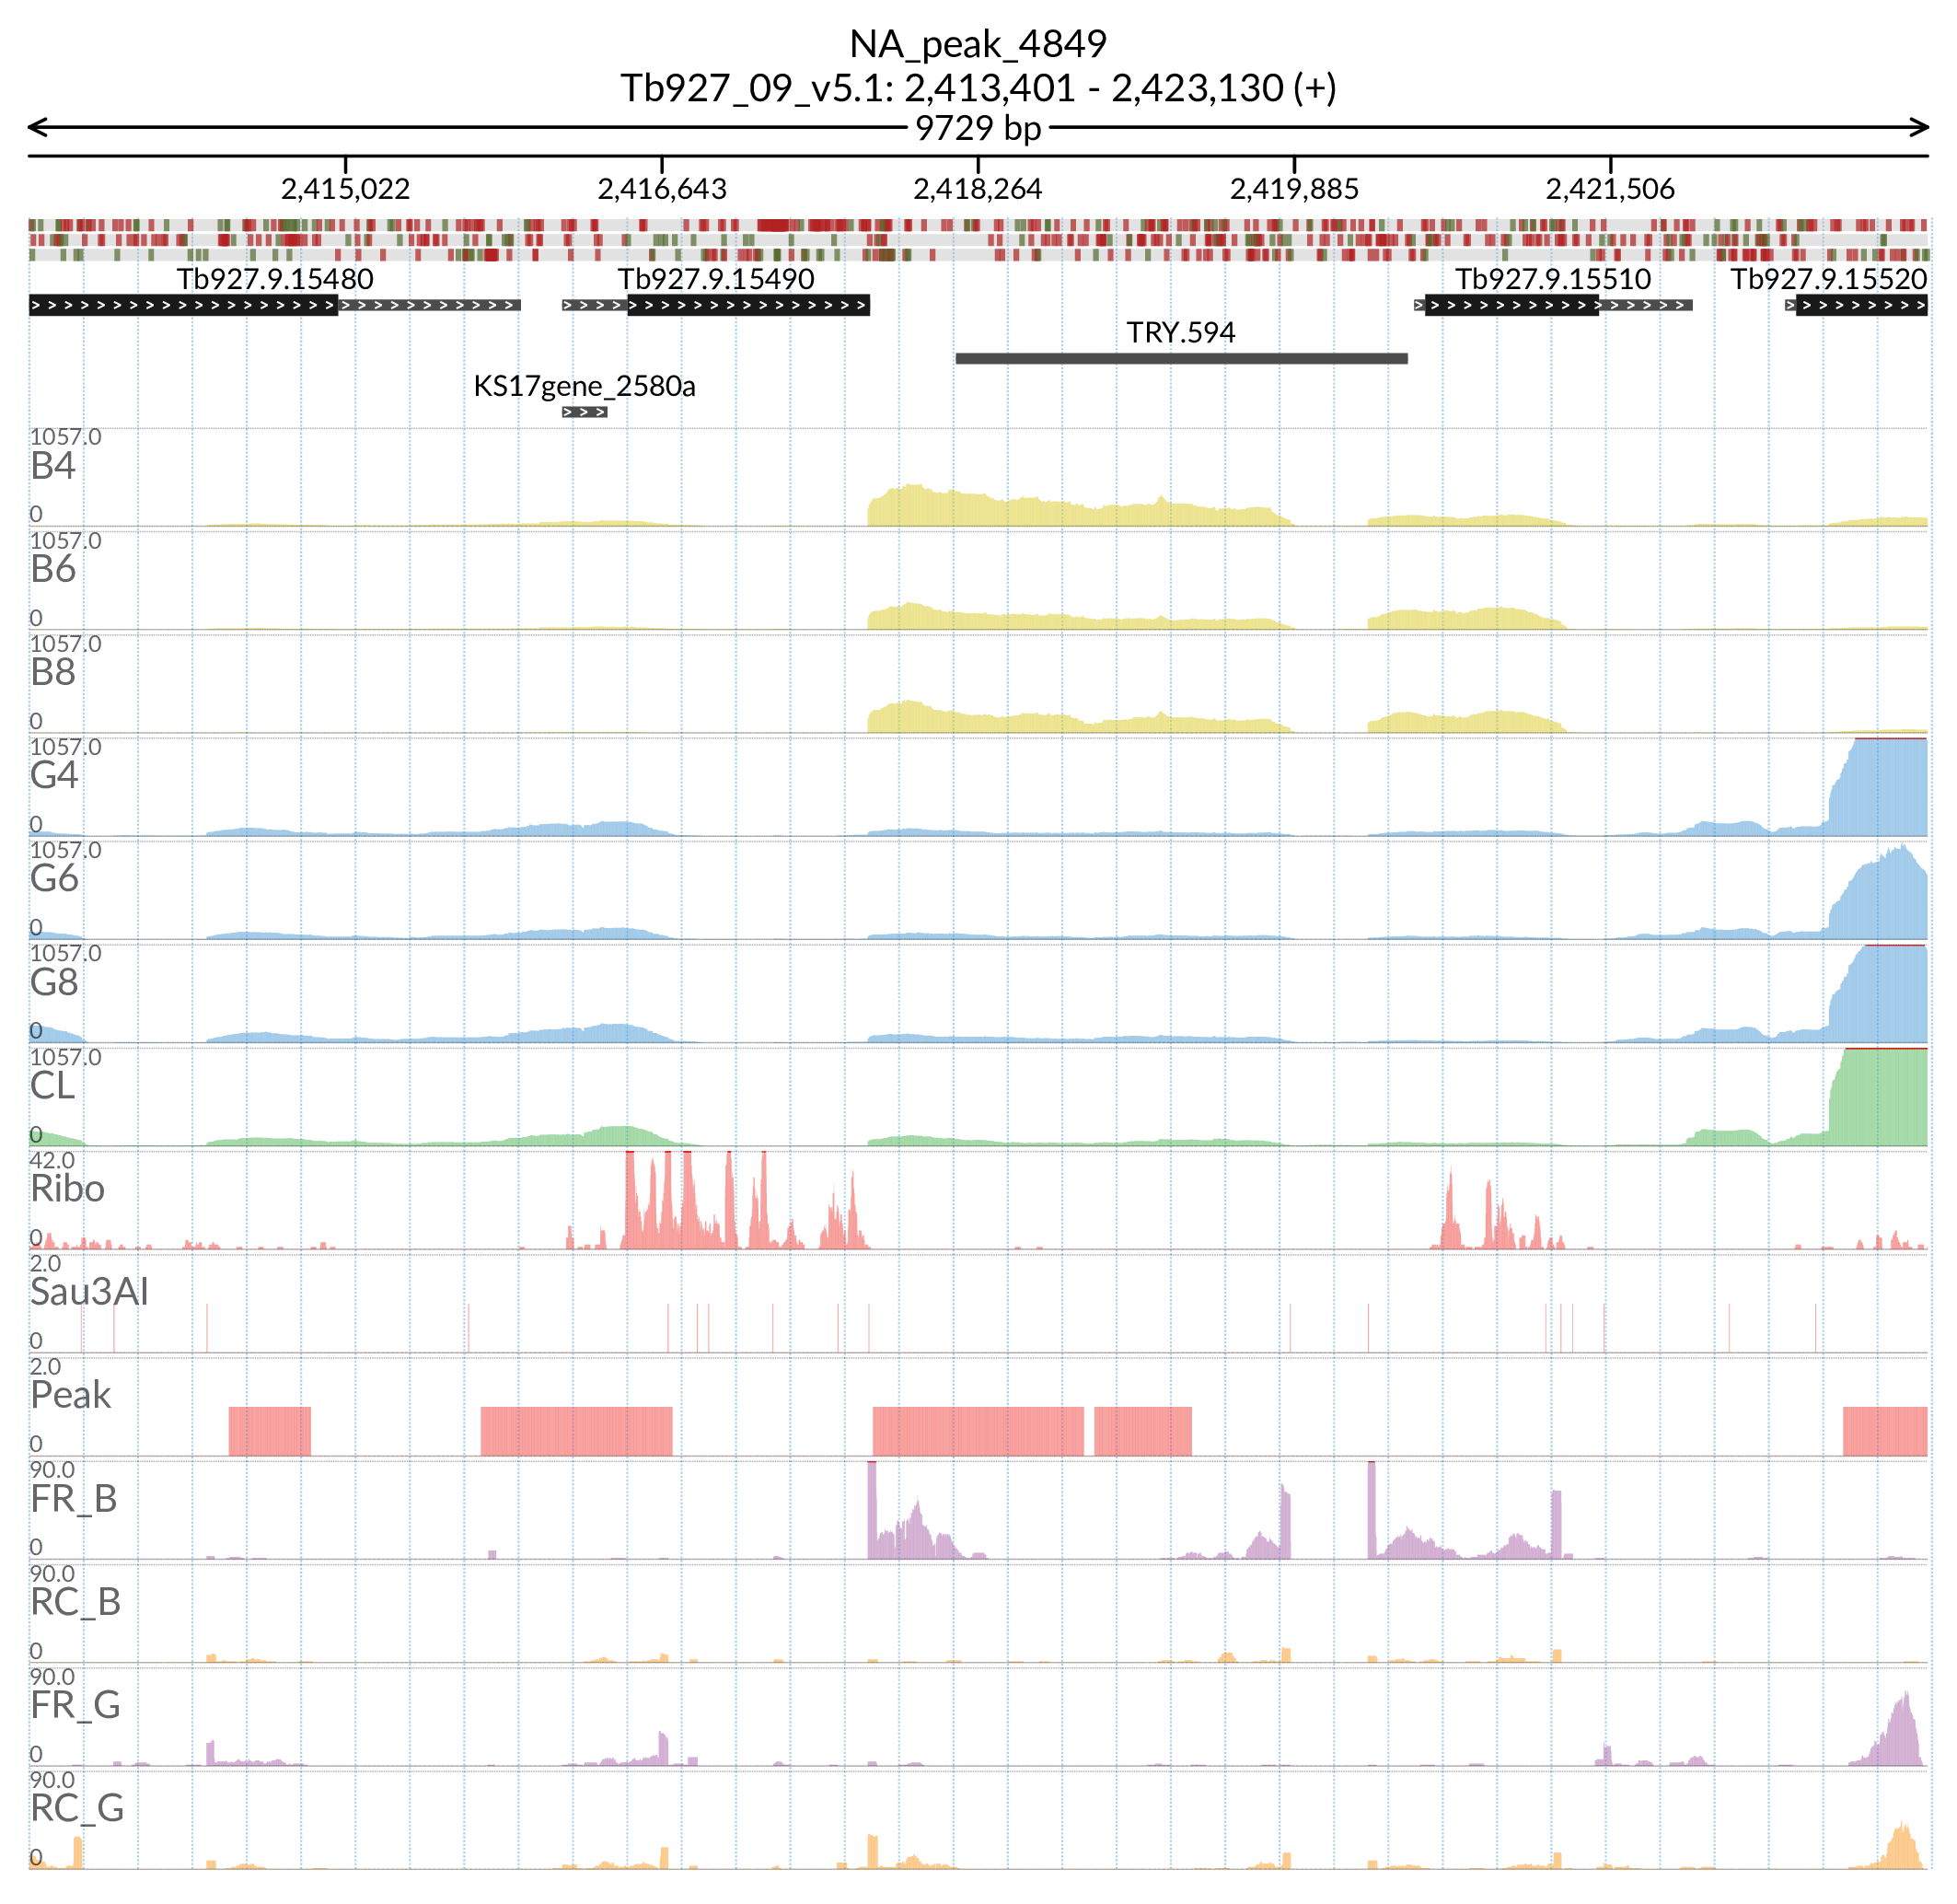 NA_peak_4849
Tb927_09_v5.1: 2,413,401 - 2,423,130 (+)
9729 bp
2,415,022 2,416,643 2,418,264 2,419,885 2,421,506
Tb927.9.15480 Tb927.9.15490 Tb927.9.15510 Tb927.9.15520
TRY.594
KS17gene_2580a
1057.0
B4
0
1057.0
B6
0
1057.0
B8
0
1057.0
G4
0
1057.0
G6
0
1057.0
G8
0
1057.0
CL
0
42.0
Ribo
0
2.0
Sau3AI
0
2.0
Peak
0
90.0
FR_B
0
90.0
RC_B
0
90.0
FR_G
0
90.0
RC_G
0